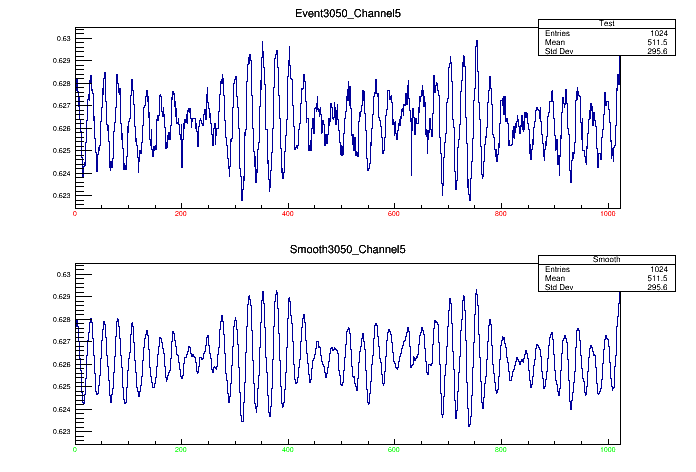 Event3050_Channel5
Test
Entries 1024
Mean 511.5
Std Dev 295.6
0.63
0.629
0.628
0.627
0.626
0.625
0.624
0.623
0 200 400 600 800 1000
Smooth3050_Channel5
Smooth
Entries 1024
Mean 511.5
Std Dev 295.6
0.63
0.629
0.628
0.627
0.626
0.625
0.624
0.623
0 200 400 600 800 1000